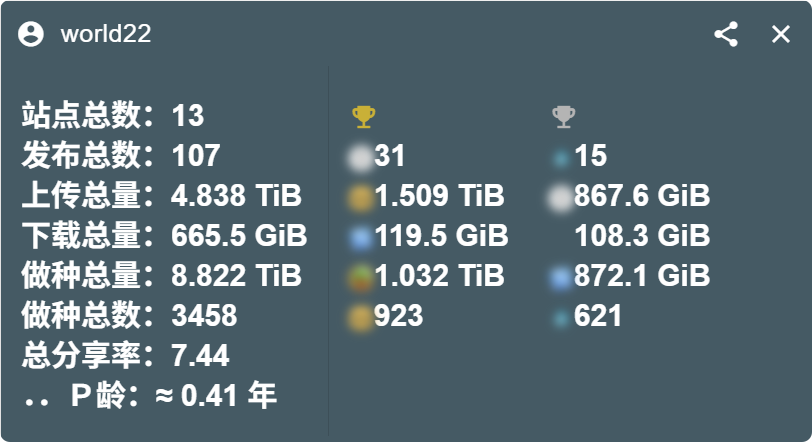 world22
站点总数：13
发布总数：107 31 15
上传总量：4.838 TiB 1.509 TiB 867.6 GiB
下载总量：665.5 GiB 119.5 GiB 108.3 GiB
做种总量：8.822 TiB 1.032 TiB 872.1 GiB
做种总数：3458 923 621
总分享率：7.44
.. P龄：≈ 0.41 年